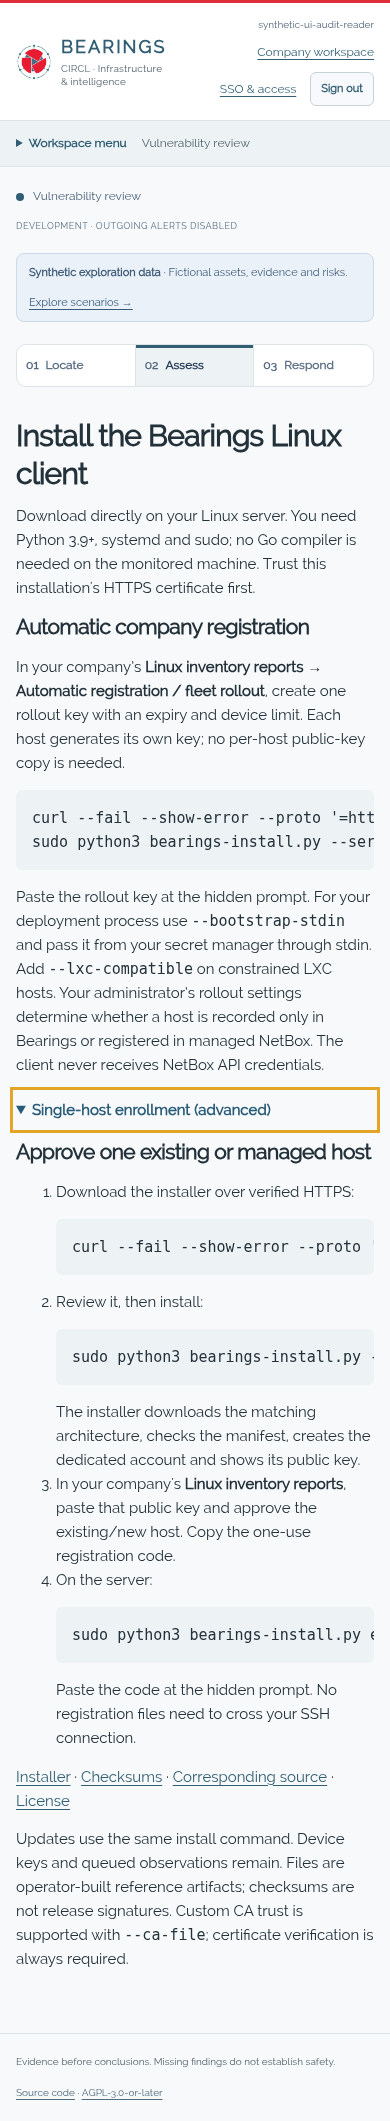 synthetic-ui-audit-reader
BEARINGS
CIRCL · Infrastructure
& intelligence
Company workspace
SSO & access
Sign out
Workspace menu
Vulnerability review
Vulnerability review
DEVELOPMENT · OUTGOING ALERTS DISABLED
Synthetic exploration data · Fictional assets, evidence and risks.
Explore scenarios →
01 Locate
02 Assess
03 Respond
Install the Bearings Linux
client
Download directly on your Linux server. You need
Python 3.9+, systemd and sudo; no Go compiler is
needed on the monitored machine. Trust this
installation's HTTPS certificate first.
Automatic company registration
In your company's Linux inventory reports →
Automatic registration / fleet rollout, create one
rollout key with an expiry and device limit. Each
host generates its own key; no per-host public-key
copy is needed.
curl --fail --show-error --proto '=htt
sudo python3 bearings-install.py --ser
Paste the rollout key at the hidden prompt. For your
deployment process use --bootstrap-stdin
and pass it from your secret manager through stdin.
Add --lxc-compatible on constrained LXC
hosts. Your administrator's rollout settings
determine whether a host is recorded only in
Bearings or registered in managed NetBox. The
client never receives NetBox API credentials.
▼ Single-host enrollment (advanced)
Approve one existing or managed host
1. Download the installer over verified HTTPS:
curl --fail --show-error --proto '
2. Review it, then install:
sudo python3 bearings-install.py -
The installer downloads the matching
architecture, checks the manifest, creates the
dedicated account and shows its public key.
3. In your company's Linux inventory reports,
paste that public key and approve the
existing/new host. Copy the one-use
registration code.
4. On the server:
sudo python3 bearings-install.py e
Paste the code at the hidden prompt. No
registration files need to cross your SSH
connection.
Installer · Checksums · Corresponding source ·
License
Updates use the same install command. Device
keys and queued observations remain. Files are
operator-built reference artifacts; checksums are
not release signatures. Custom CA trust is
supported with --ca-file; certificate verification is
always required.
Evidence before conclusions. Missing findings do not establish safety.
Source code · AGPL-3.0-or-later